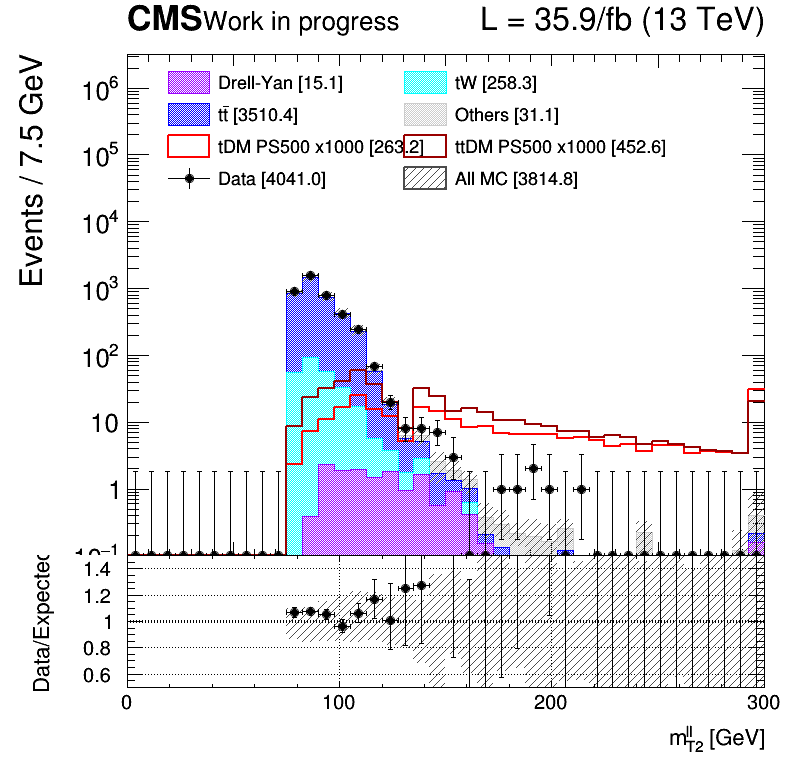 CMS Work in progress L = 35.9/fb (13 TeV)
Events / 7.5 GeV
Drell-Yan [15.1] tW [258.3]
tt̄ [3510.4] Others [31.1]
tDM PS500 x1000 [263.2] ttDM PS500 x1000 [452.6]
Data [4041.0] All MC [3814.8]
10⁶
10⁵
10⁴
10³
10²
10
1
10⁻¹
Data/Expected
1.4
1.2
1
0.8
0.6
0 100 200 300
m_T2^ll [GeV]